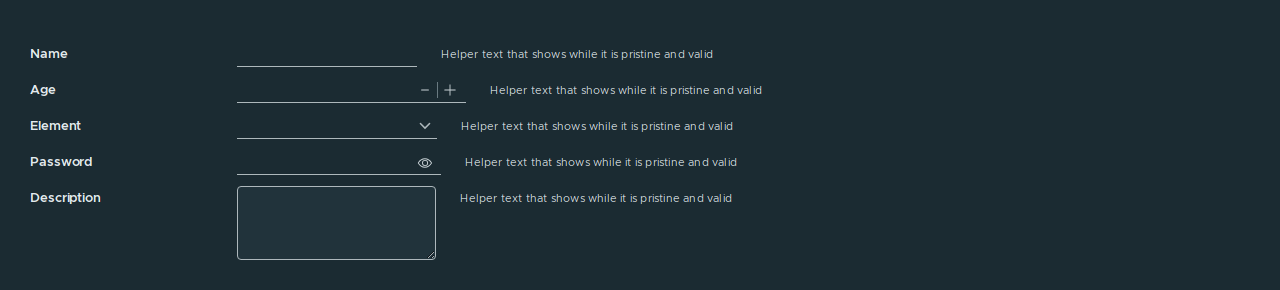 Name Helper text that shows while it is pristine and valid
Age Helper text that shows while it is pristine and valid
Element Helper text that shows while it is pristine and valid
Password Helper text that shows while it is pristine and valid
Description Helper text that shows while it is pristine and valid